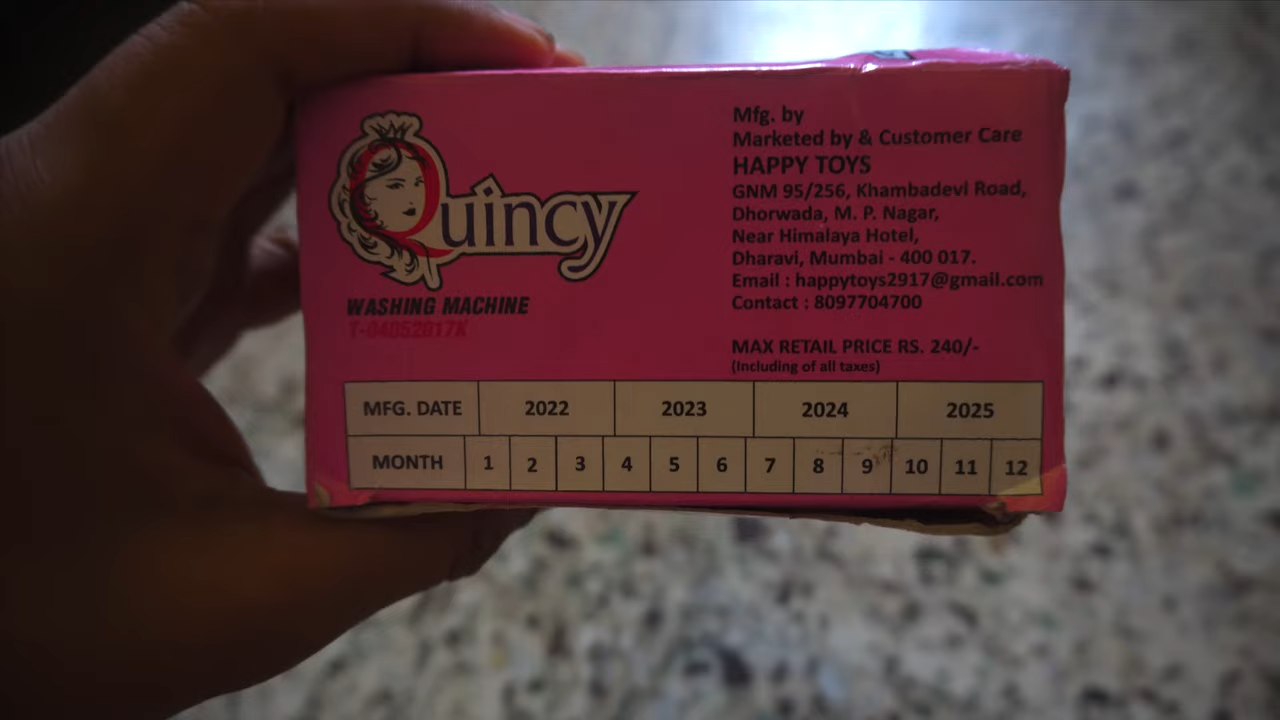 Quincy
WASHING MACHINE
T-04052017K
Mfg. by
Marketed by & Customer Care
HAPPY TOYS
GNM 95/256, Khambadevi Road,
Dhorwada, M. P. Nagar,
Near Himalaya Hotel,
Dharavi, Mumbai - 400 017.
Email : happytoys2917@gmail.com
Contact : 8097704700
MAX RETAIL PRICE RS. 240/-
(Including of all taxes)
MFG. DATE 2022 2023 2024 2025
MONTH 1 2 3 4 5 6 7 8 9 10 11 12